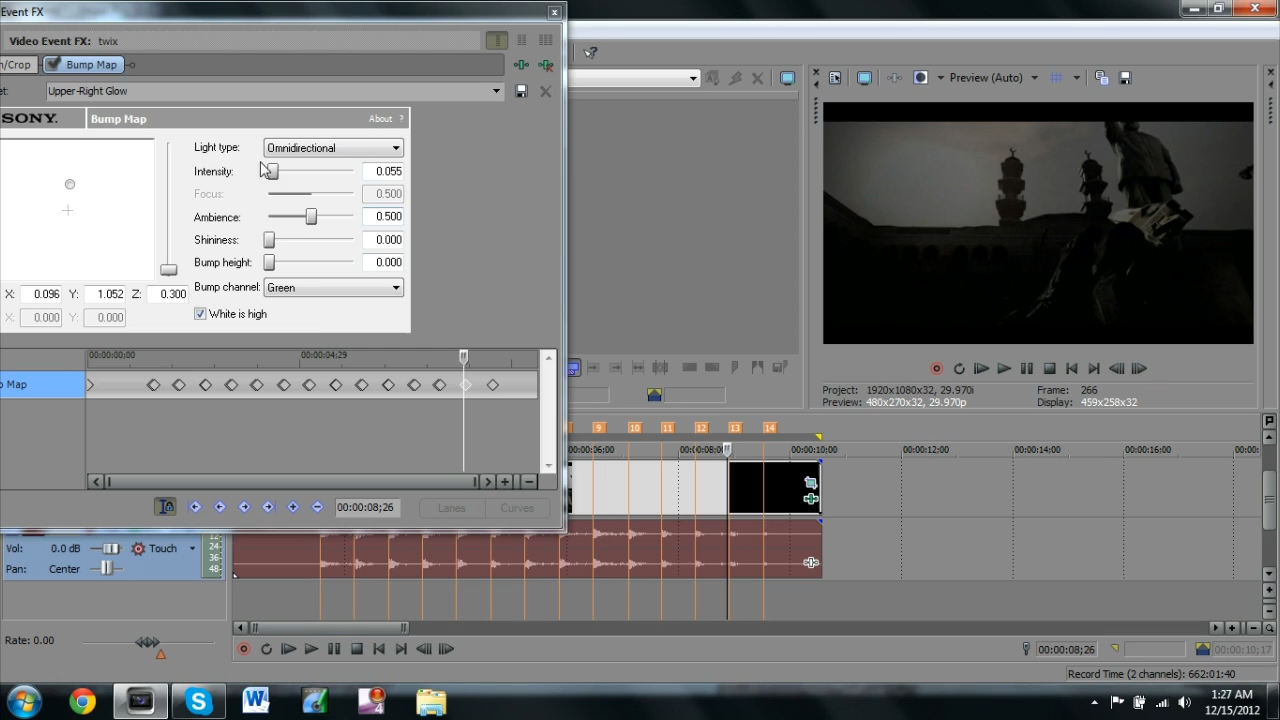 Event FX
Video Event FX: twix
n/Crop
Bump Map
et:
Upper-Right Glow
SONY.
Bump Map
About ?
Light type:
Omnidirectional
Intensity:
0.055
Focus:
0.500
Ambience:
0.500
Shininess:
0.000
Bump height:
0.000
Bump channel:
Green
X: 0.096 Y: 1.052 Z: 0.300
X: 0.000 Y: 0.000
White is high
00:00:00;00
00:00:04;29
p Map
00:00:08;26
Lanes
Curves
Preview (Auto)
Project: 1920x1080x32, 29.970i
Frame: 266
Preview: 480x270x32, 29.970p
Display: 459x258x32
9 10 11 12 13 14
00:00:06;00
00:00:08;00
00:00:10;00
00:00:12;00
00:00:14;00
00:00:16;00
00:00:
Vol: 0.0 dB
Touch
Pan: Center
12
24
36
48
Rate: 0.00
00:00:08;26
00:00:10;17
Record Time (2 channels): 662:01:40
1:27 AM
12/15/2012